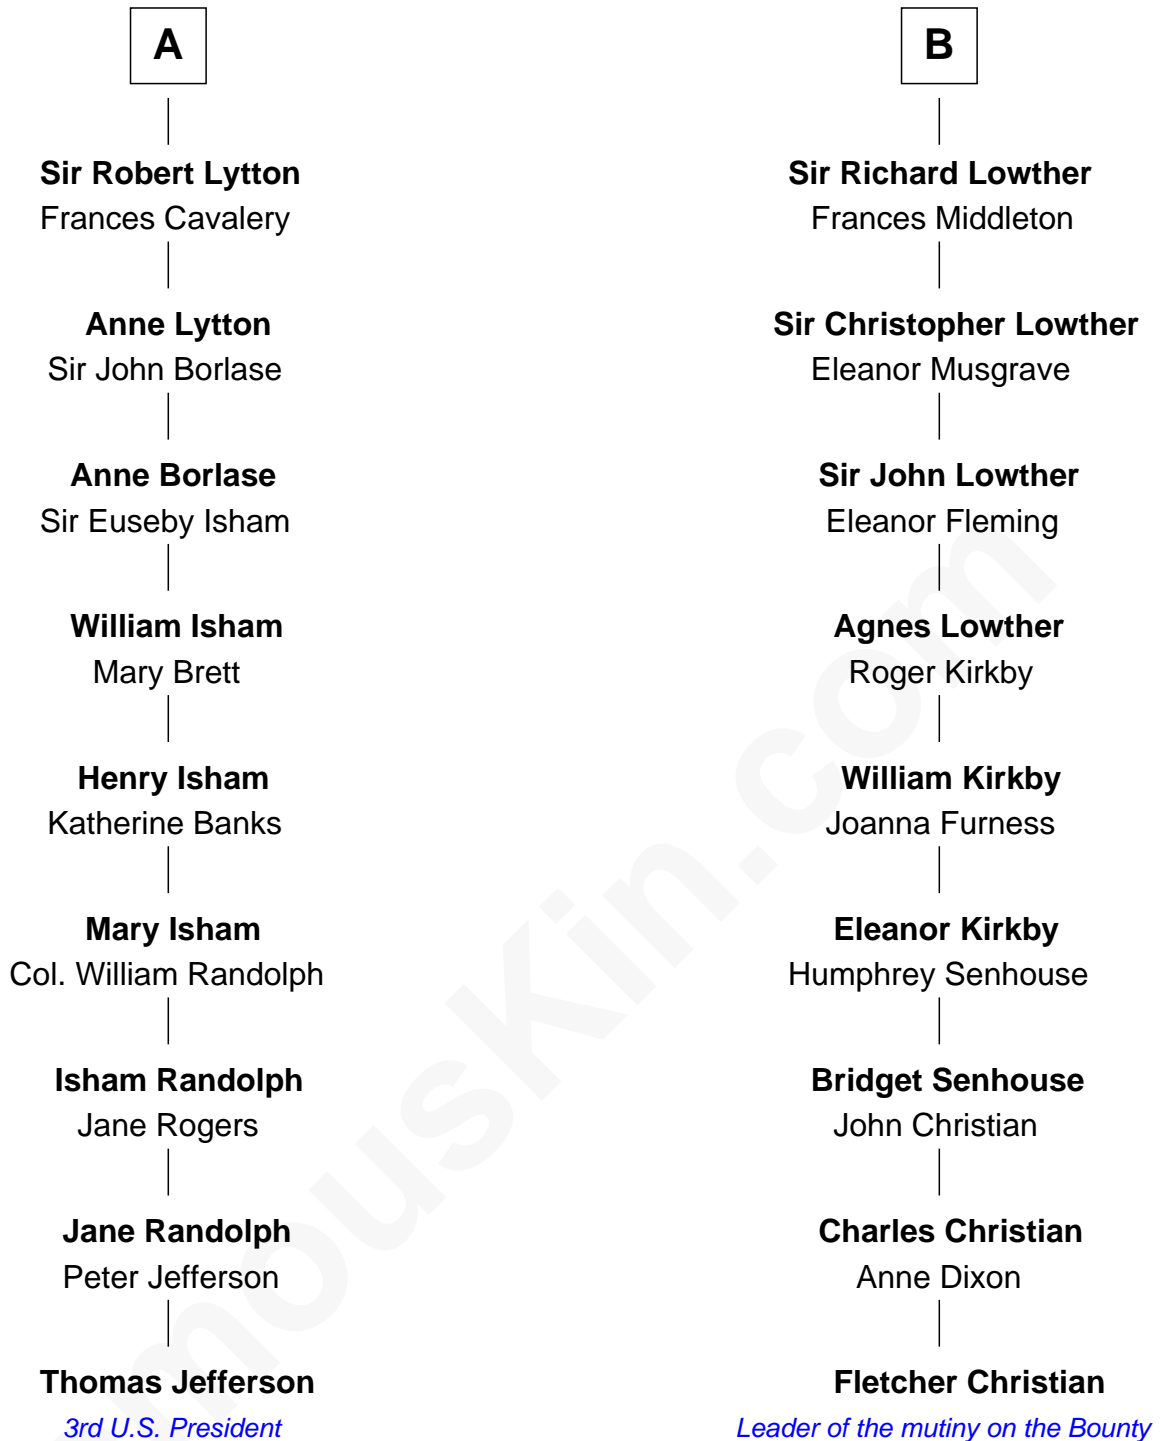 A
Sir Robert Lytton
Frances Cavalery
Anne Lytton
Sir John Borlase
Anne Borlase
Sir Euseby Isham
William Isham
Mary Brett
Henry Isham
Katherine Banks
Mary Isham
Col. William Randolph
Isham Randolph
Jane Rogers
Jane Randolph
Peter Jefferson
Thomas Jefferson
3rd U.S. President
B
Sir Richard Lowther
Frances Middleton
Sir Christopher Lowther
Eleanor Musgrave
Sir John Lowther
Eleanor Fleming
Agnes Lowther
Roger Kirkby
William Kirkby
Joanna Furness
Eleanor Kirkby
Humphrey Senhouse
Bridget Senhouse
John Christian
Charles Christian
Anne Dixon
Fletcher Christian
Leader of the mutiny on the Bounty
mousKin.com